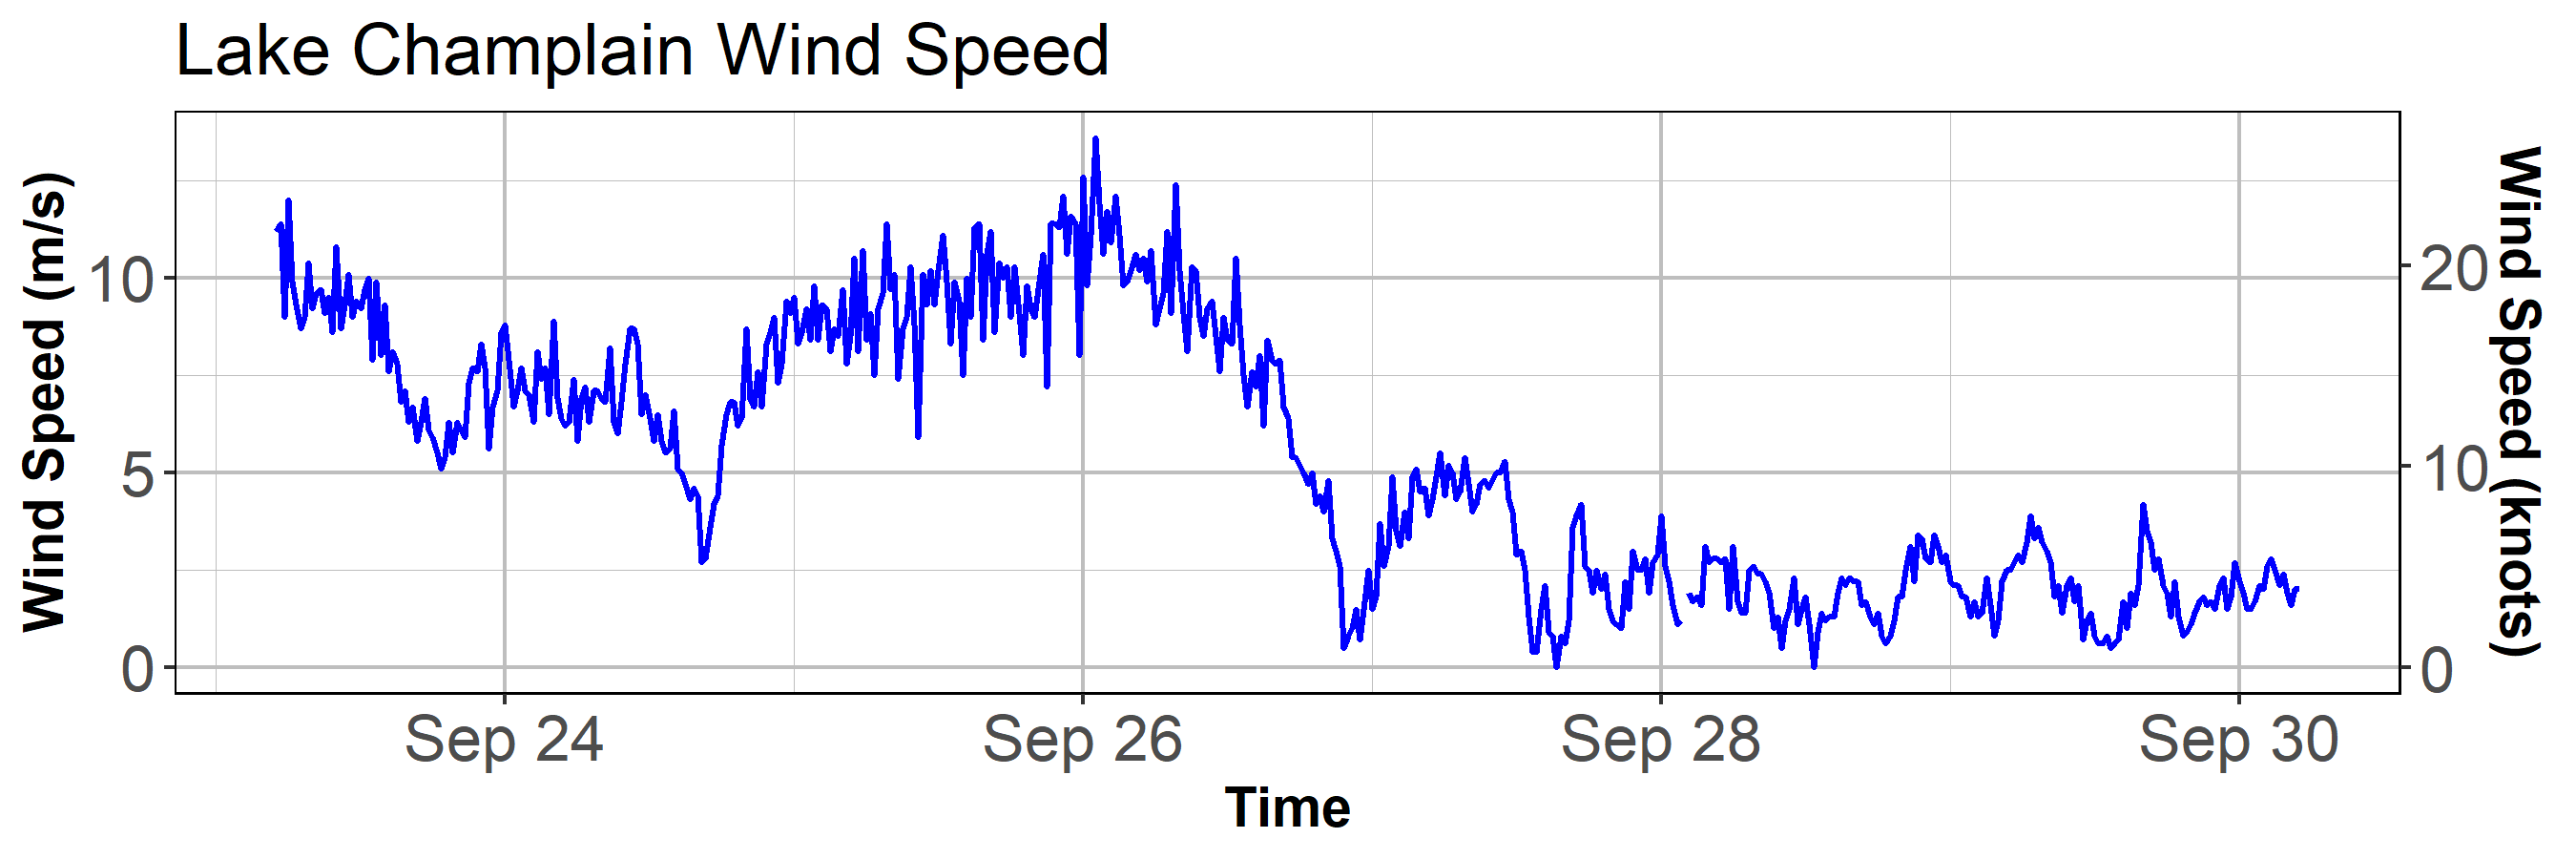 Lake Champlain Wind Speed
Wind Speed (m/s)
10
5
0
20
10
0
Wind Speed (knots)
Sep 24
Sep 26
Sep 28
Sep 30
Time